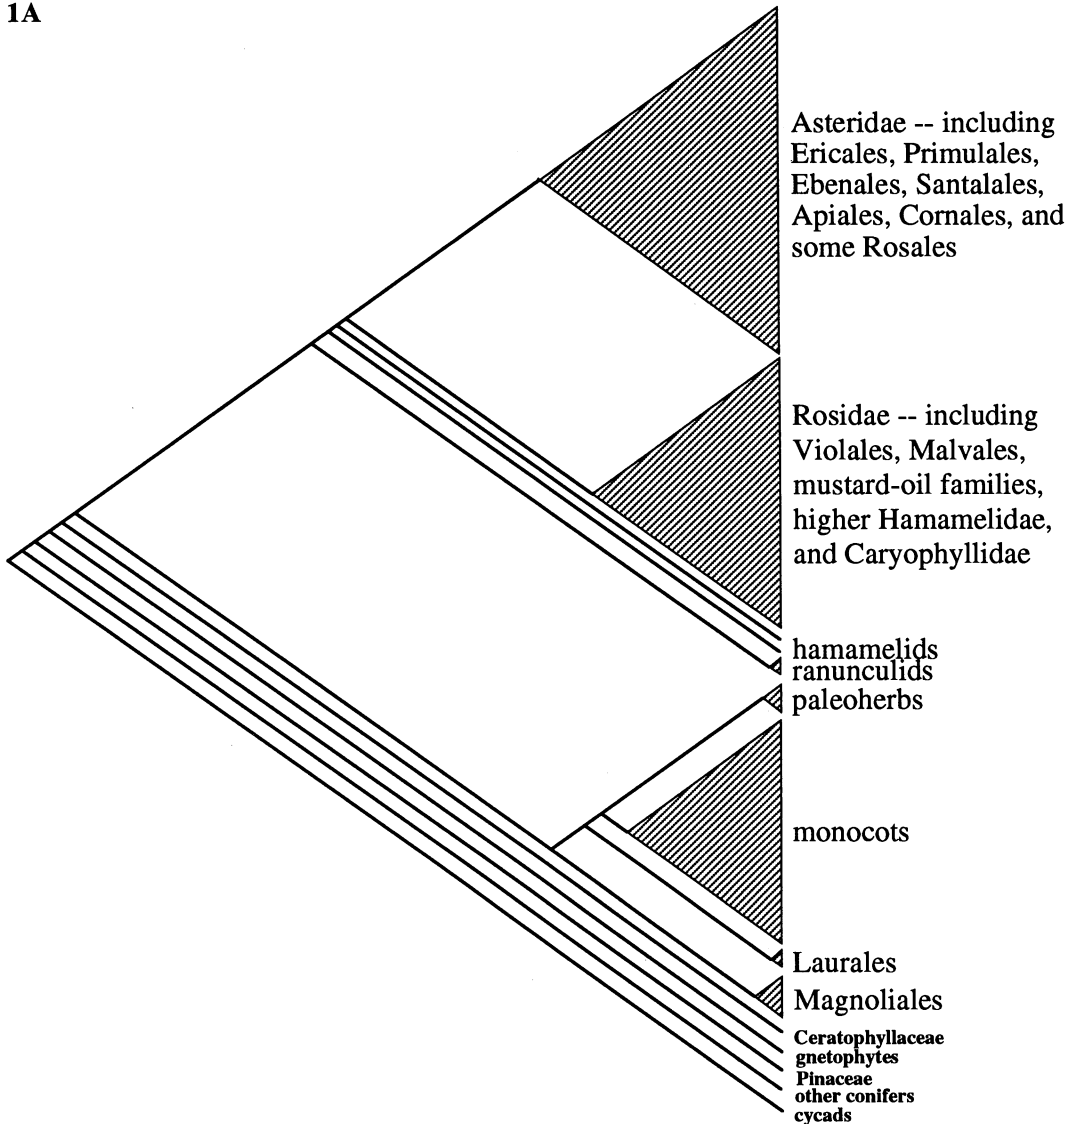 1A
Asteridae -- including
Ericales, Primulales,
Ebenales, Santalales,
Apiales, Cornales, and
some Rosales
Rosidae -- including
Violales, Malvales,
mustard-oil families,
higher Hamamelidae,
and Caryophyllidae
hamamelids
ranunculids
paleoherbs
monocots
Laurales
Magnoliales
Ceratophyllaceae
gnetophytes
Pinaceae
other conifers
cycads